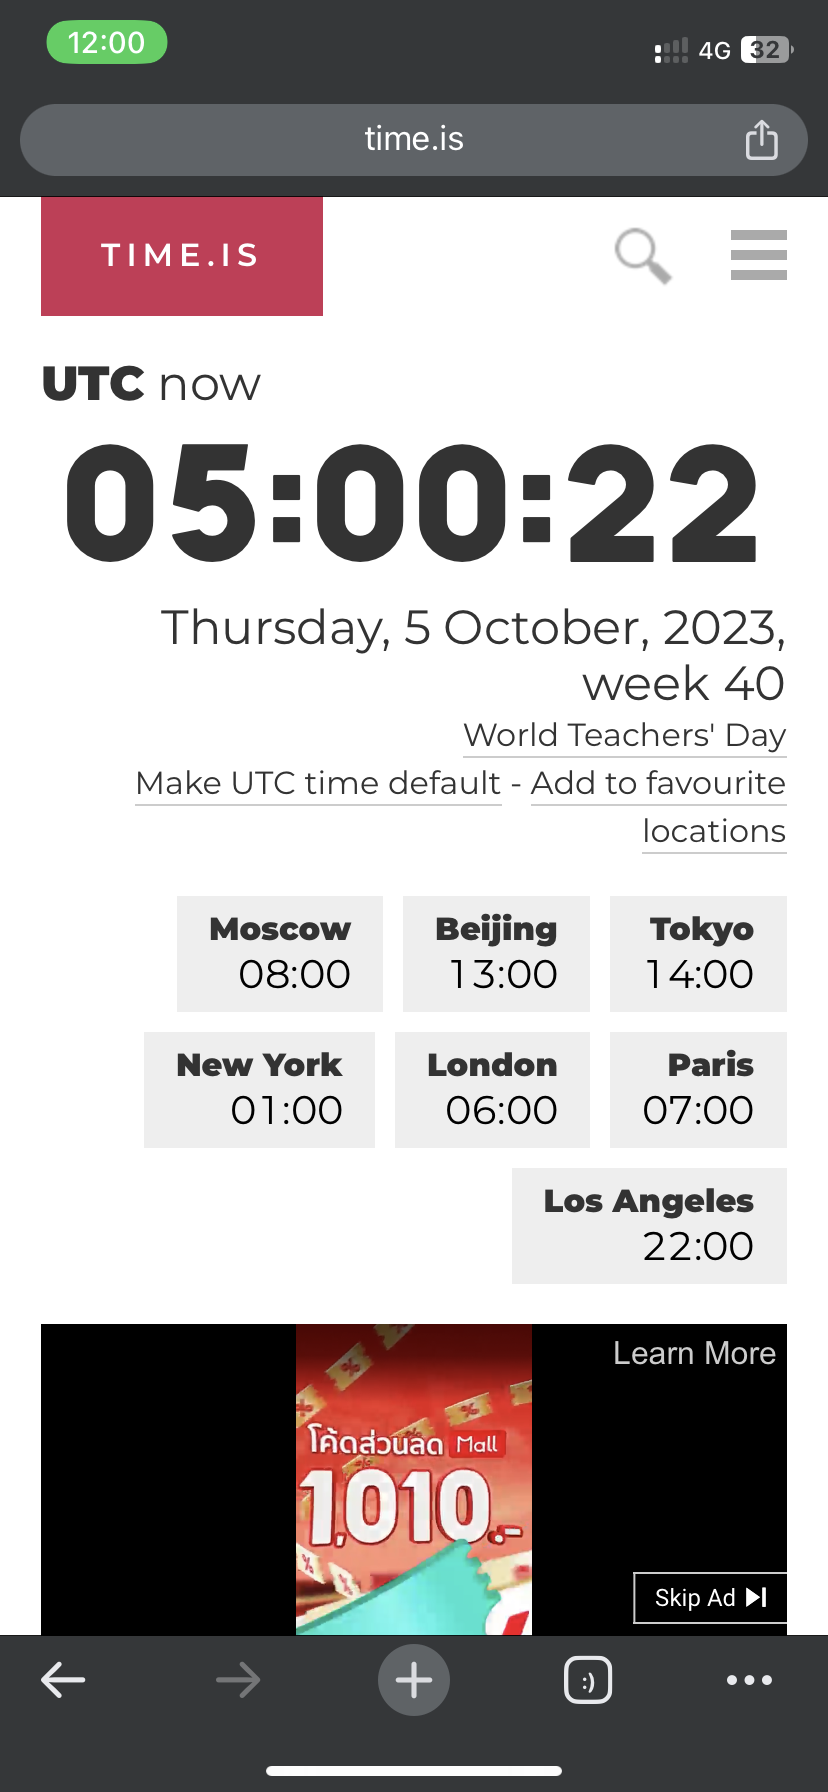 12:00
4G 32
time.is
TIME.IS
UTC now
05:00:22
Thursday, 5 October, 2023,
week 40
World Teachers' Day
Make UTC time default - Add to favourite
locations
Moscow Beijing Tokyo
08:00 13:00 14:00
New York London Paris
01:00 06:00 07:00
Los Angeles
22:00
Learn More
โค้ดส่วนลด Mall
1,010.-
Skip Ad
:)